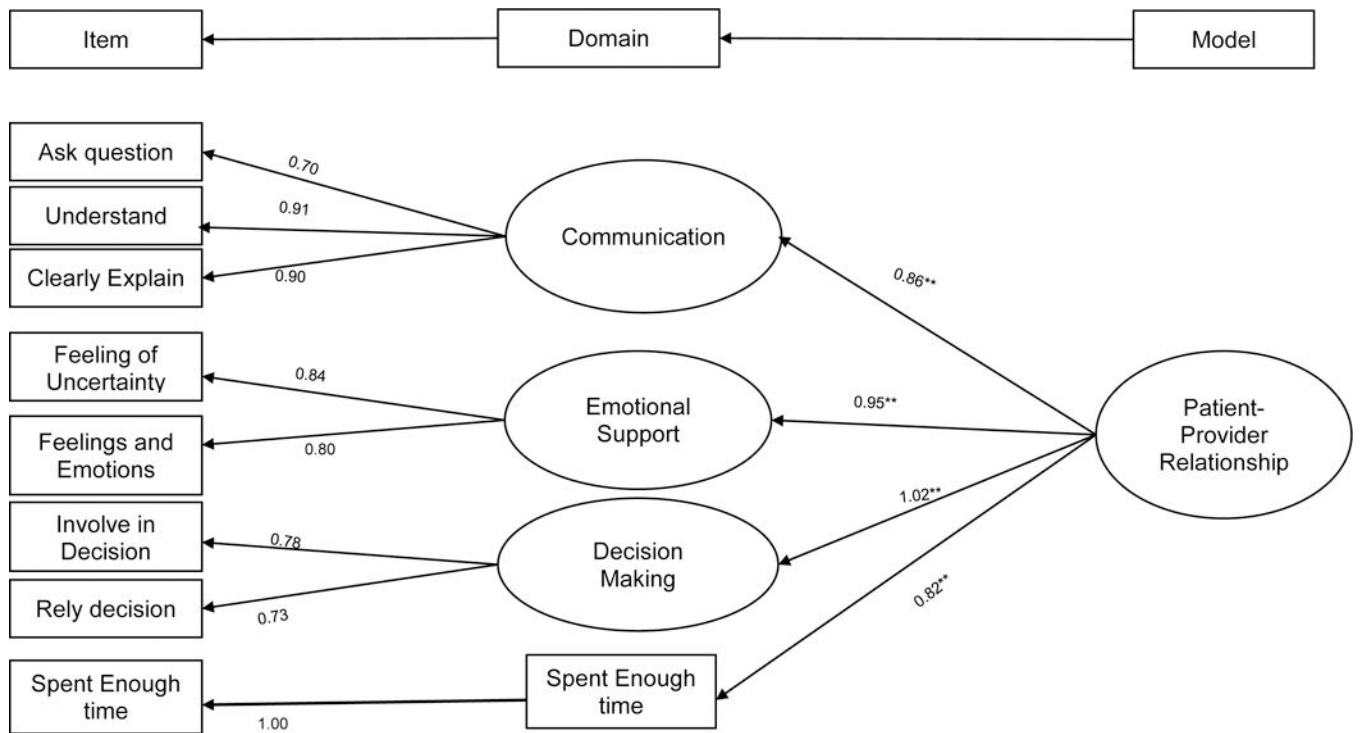 Item
Domain
Model
Ask question
0.70
Understand
0.91
Communication
Clearly Explain
0.90
0.86**
Feeling of
Uncertainty
0.84
Emotional
Support
0.95**
Patient-
Provider
Relationship
Feelings and
Emotions
0.80
1.02**
Involve in
Decision
0.78
Decision
Making
0.82**
Rely decision
0.73
Spent Enough
time
1.00
Spent Enough
time